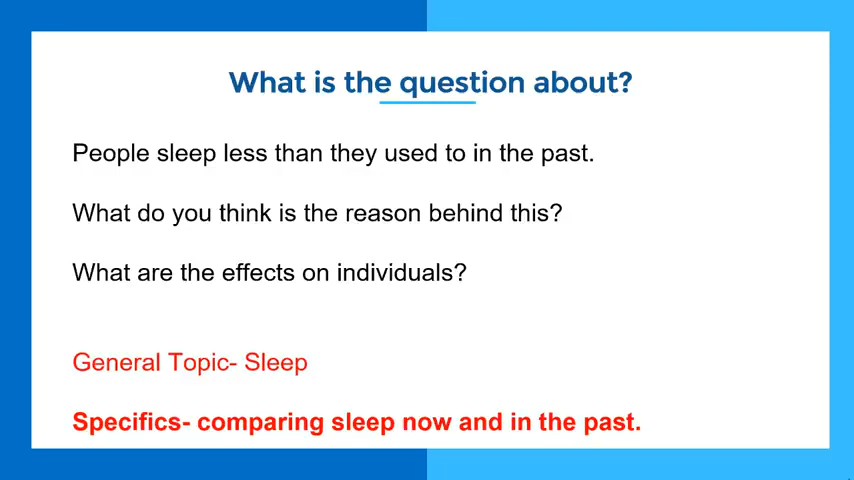 What is the question about?
People sleep less than they used to in the past.
What do you think is the reason behind this?
What are the effects on individuals?
General Topic- Sleep
Specifics- comparing sleep now and in the past.